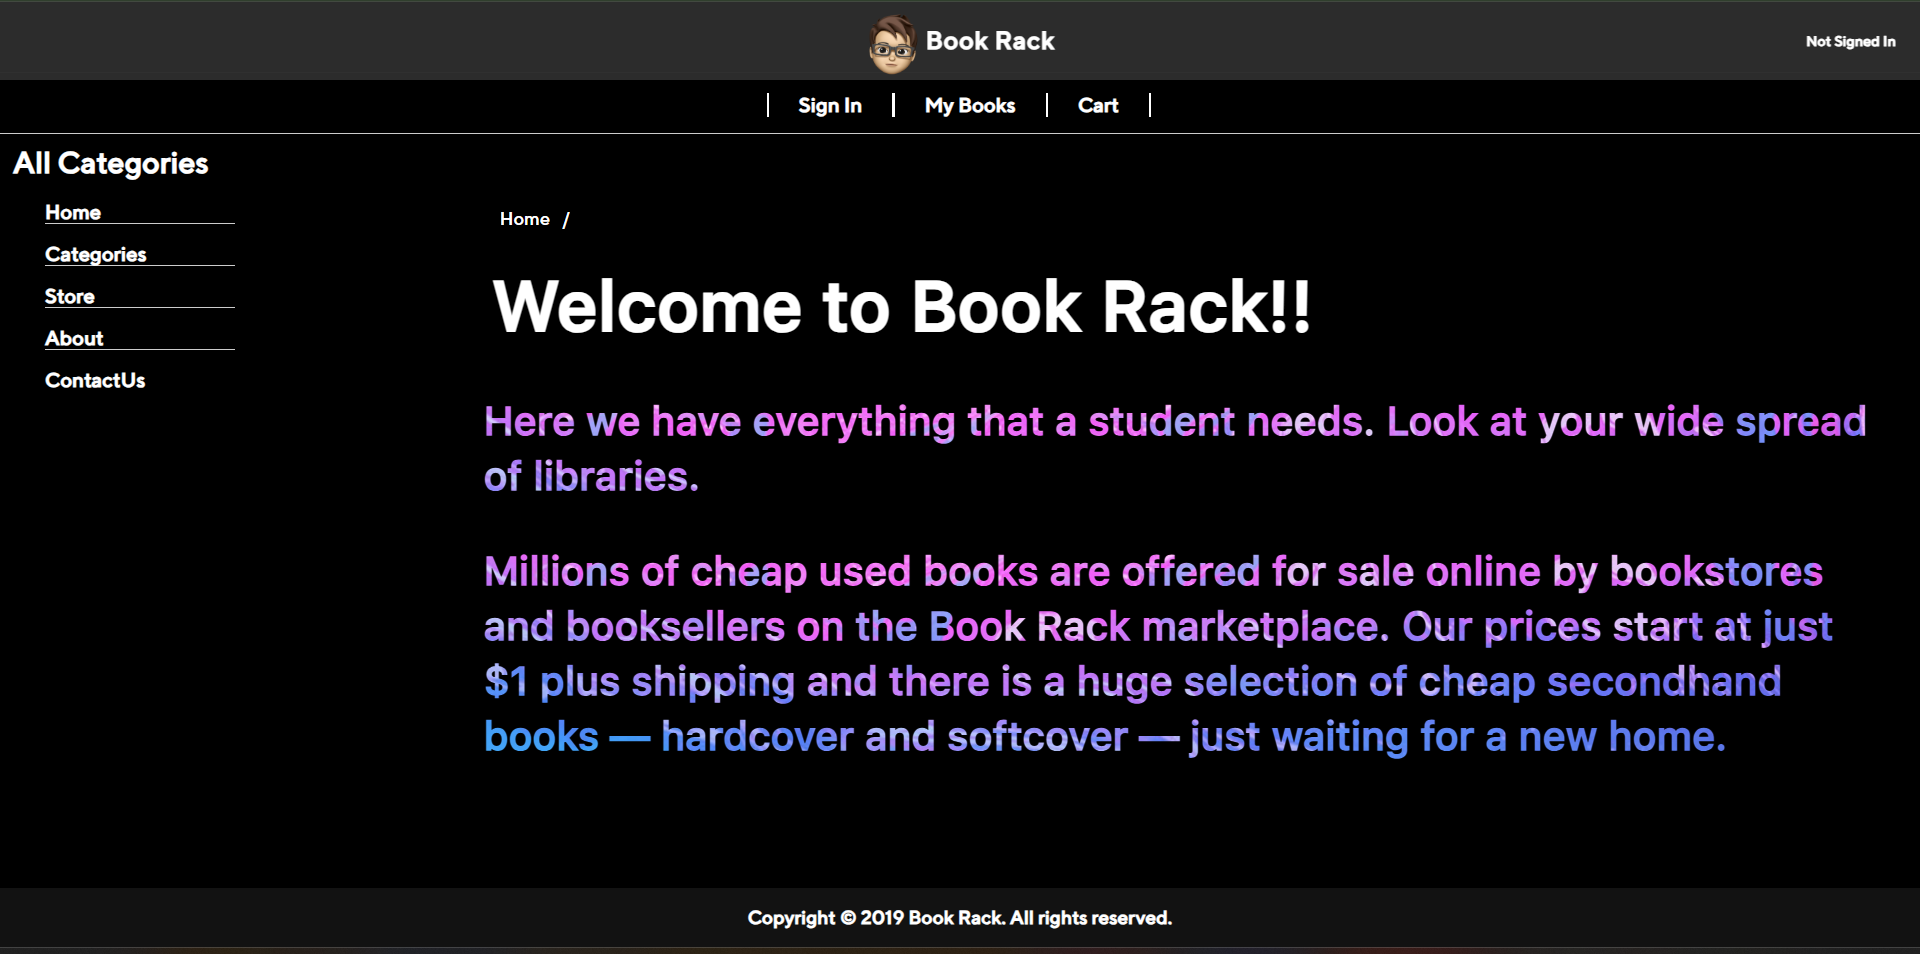 Book Rack
Not Signed In
Sign In
My Books
Cart
All Categories
Home
Categories
Store
About
ContactUs
Home /
Welcome to Book Rack!!
Here we have everything that a student needs. Look at your wide spread
of libraries.
Millions of cheap used books are offered for sale online by bookstores
and booksellers on the Book Rack marketplace. Our prices start at just
$1 plus shipping and there is a huge selection of cheap secondhand
books — hardcover and softcover — just waiting for a new home.
Copyright © 2019 Book Rack. All rights reserved.